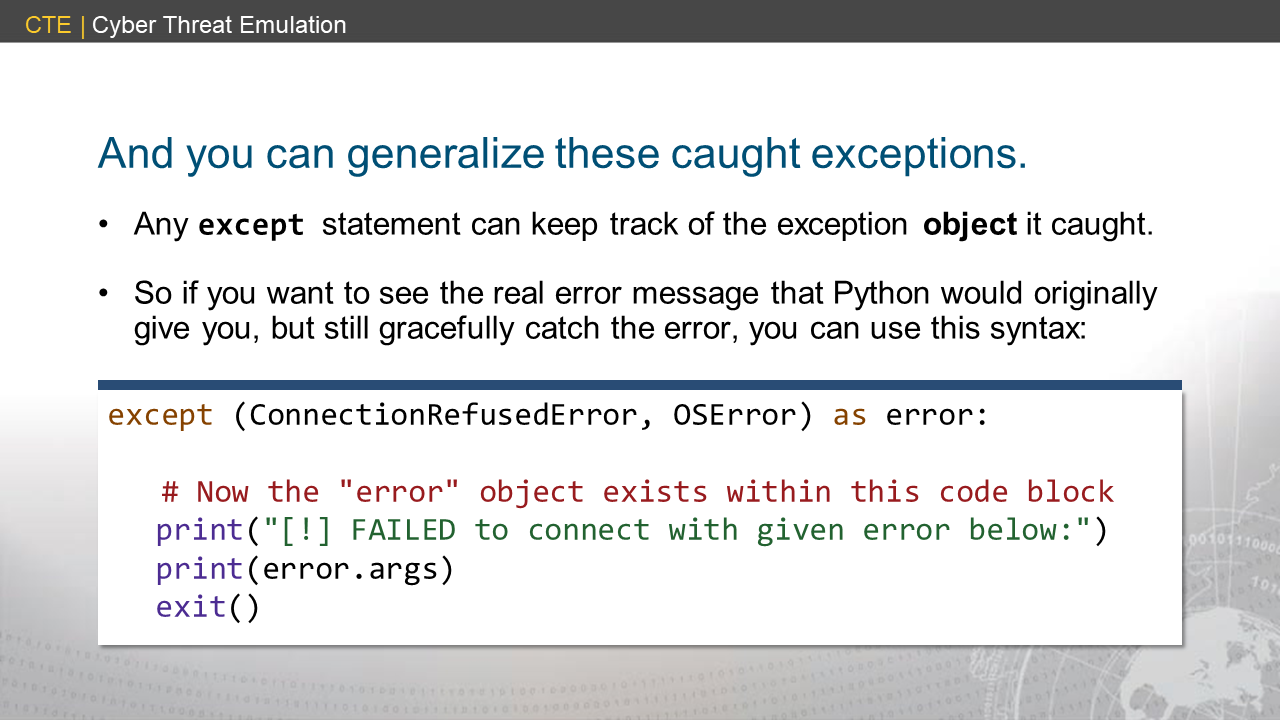 CTE | Cyber Threat Emulation
And you can generalize these caught exceptions.
• Any except statement can keep track of the exception object it caught.
• So if you want to see the real error message that Python would originally
give you, but still gracefully catch the error, you can use this syntax:
except (ConnectionRefusedError, OSError) as error:
# Now the "error" object exists within this code block
print("[!] FAILED to connect with given error below:")
print(error.args)
exit()